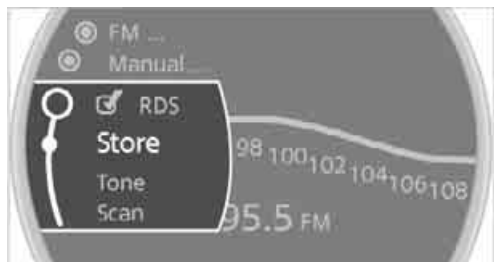 FM ...
Manual ...
RDS
Store
98 100 102 104 106 108
Tone
Scan
95.5 FM